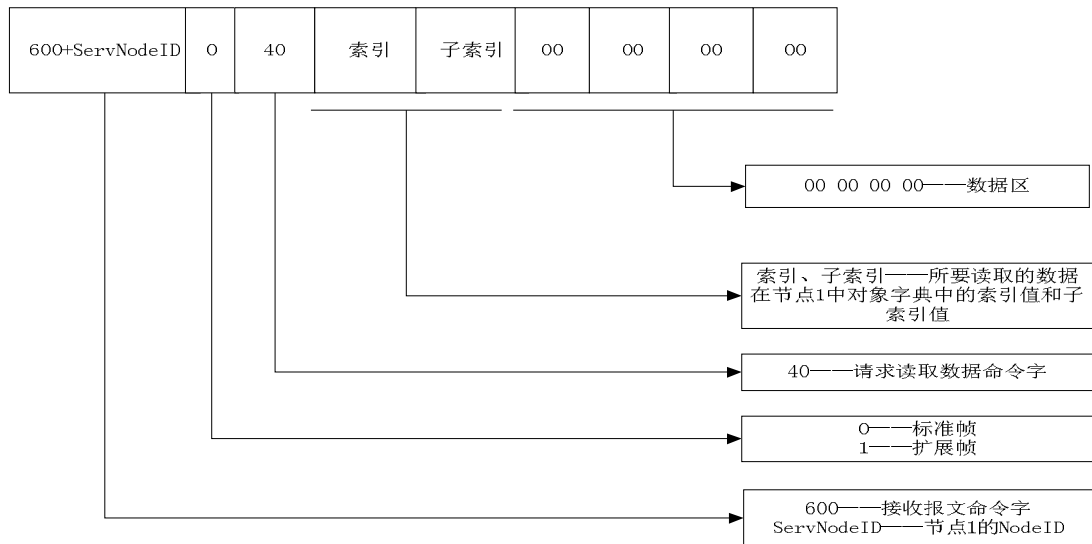 600+ServNodeID 0 40 索引 子索引 00 00 00 00
00 00 00 00——数据区
索引、子索引——所要读取的数据
在节点1中对象字典中的索引值和子
索引值
40——请求读取数据命令字
0——标准帧
1——扩展帧
600——接收报文命令字
ServNodeID——节点1的NodeID